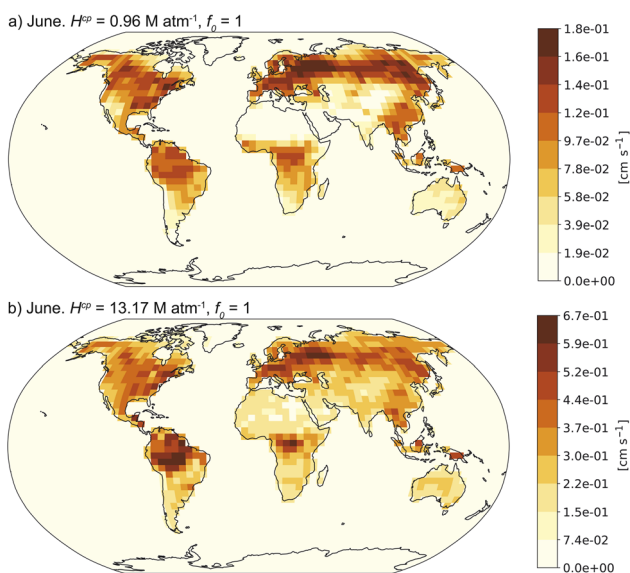 a) June. Hᶜᵖ = 0.96 M atm⁻¹, f₀ = 1
1.8e-01
1.6e-01
1.4e-01
1.2e-01
9.7e-02
7.8e-02
5.8e-02
3.9e-02
1.9e-02
0.0e+00
[cm s⁻¹]
b) June. Hᶜᵖ = 13.17 M atm⁻¹, f₀ = 1
6.7e-01
5.9e-01
5.2e-01
4.4e-01
3.7e-01
3.0e-01
2.2e-01
1.5e-01
7.4e-02
0.0e+00
[cm s⁻¹]